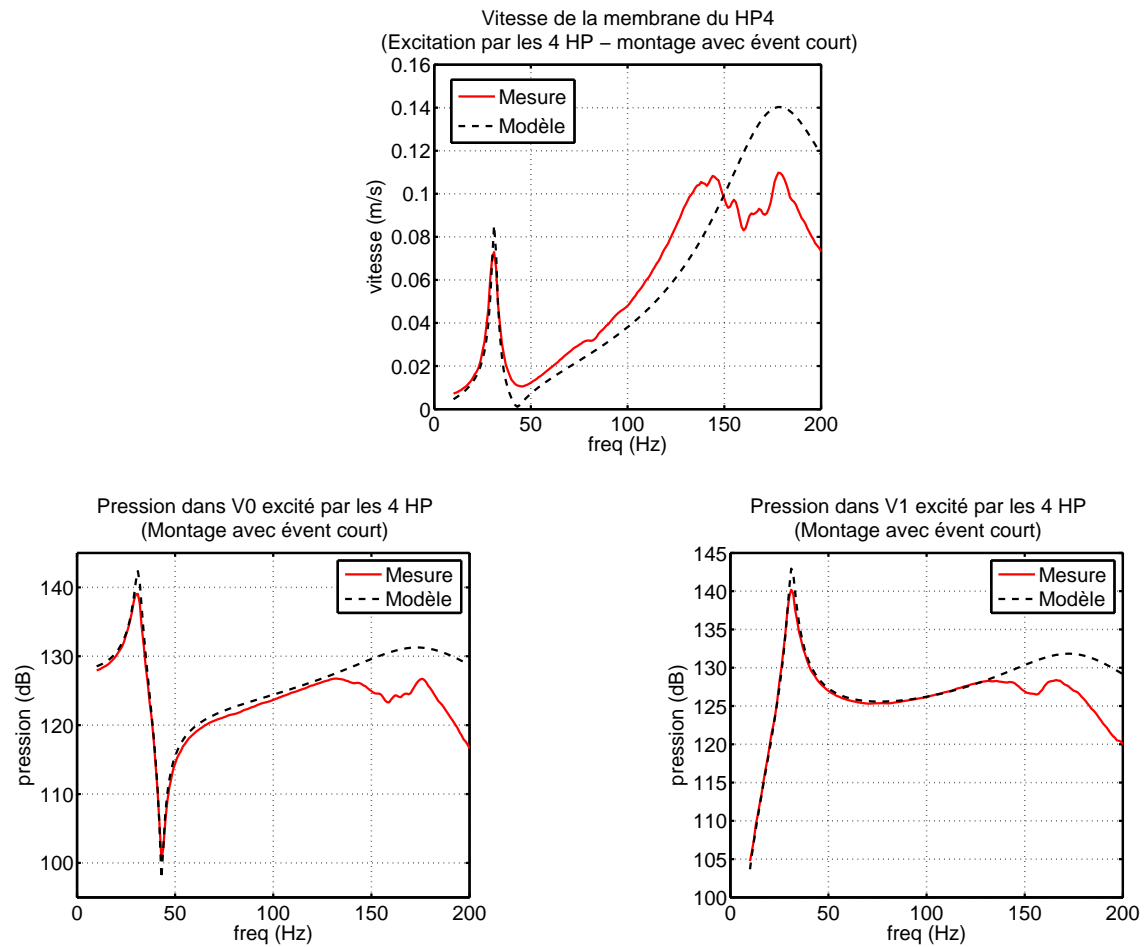 Vitesse de la membrane du HP4
(Excitation par les 4 HP – montage avec évent court)
0.16
0.14
0.12
0.1
0.08
0.06
0.04
0.02
0
vitesse (m/s)
Mesure
Modèle
0
50
100
150
200
freq (Hz)
Pression dans V0 excité par les 4 HP
(Montage avec évent court)
140
130
120
110
100
pression (dB)
Mesure
Modèle
0
50
100
150
200
freq (Hz)
Pression dans V1 excité par les 4 HP
(Montage avec évent court)
145
140
135
130
125
120
115
110
105
100
pression (dB)
Mesure
Modèle
0
50
100
150
200
freq (Hz)